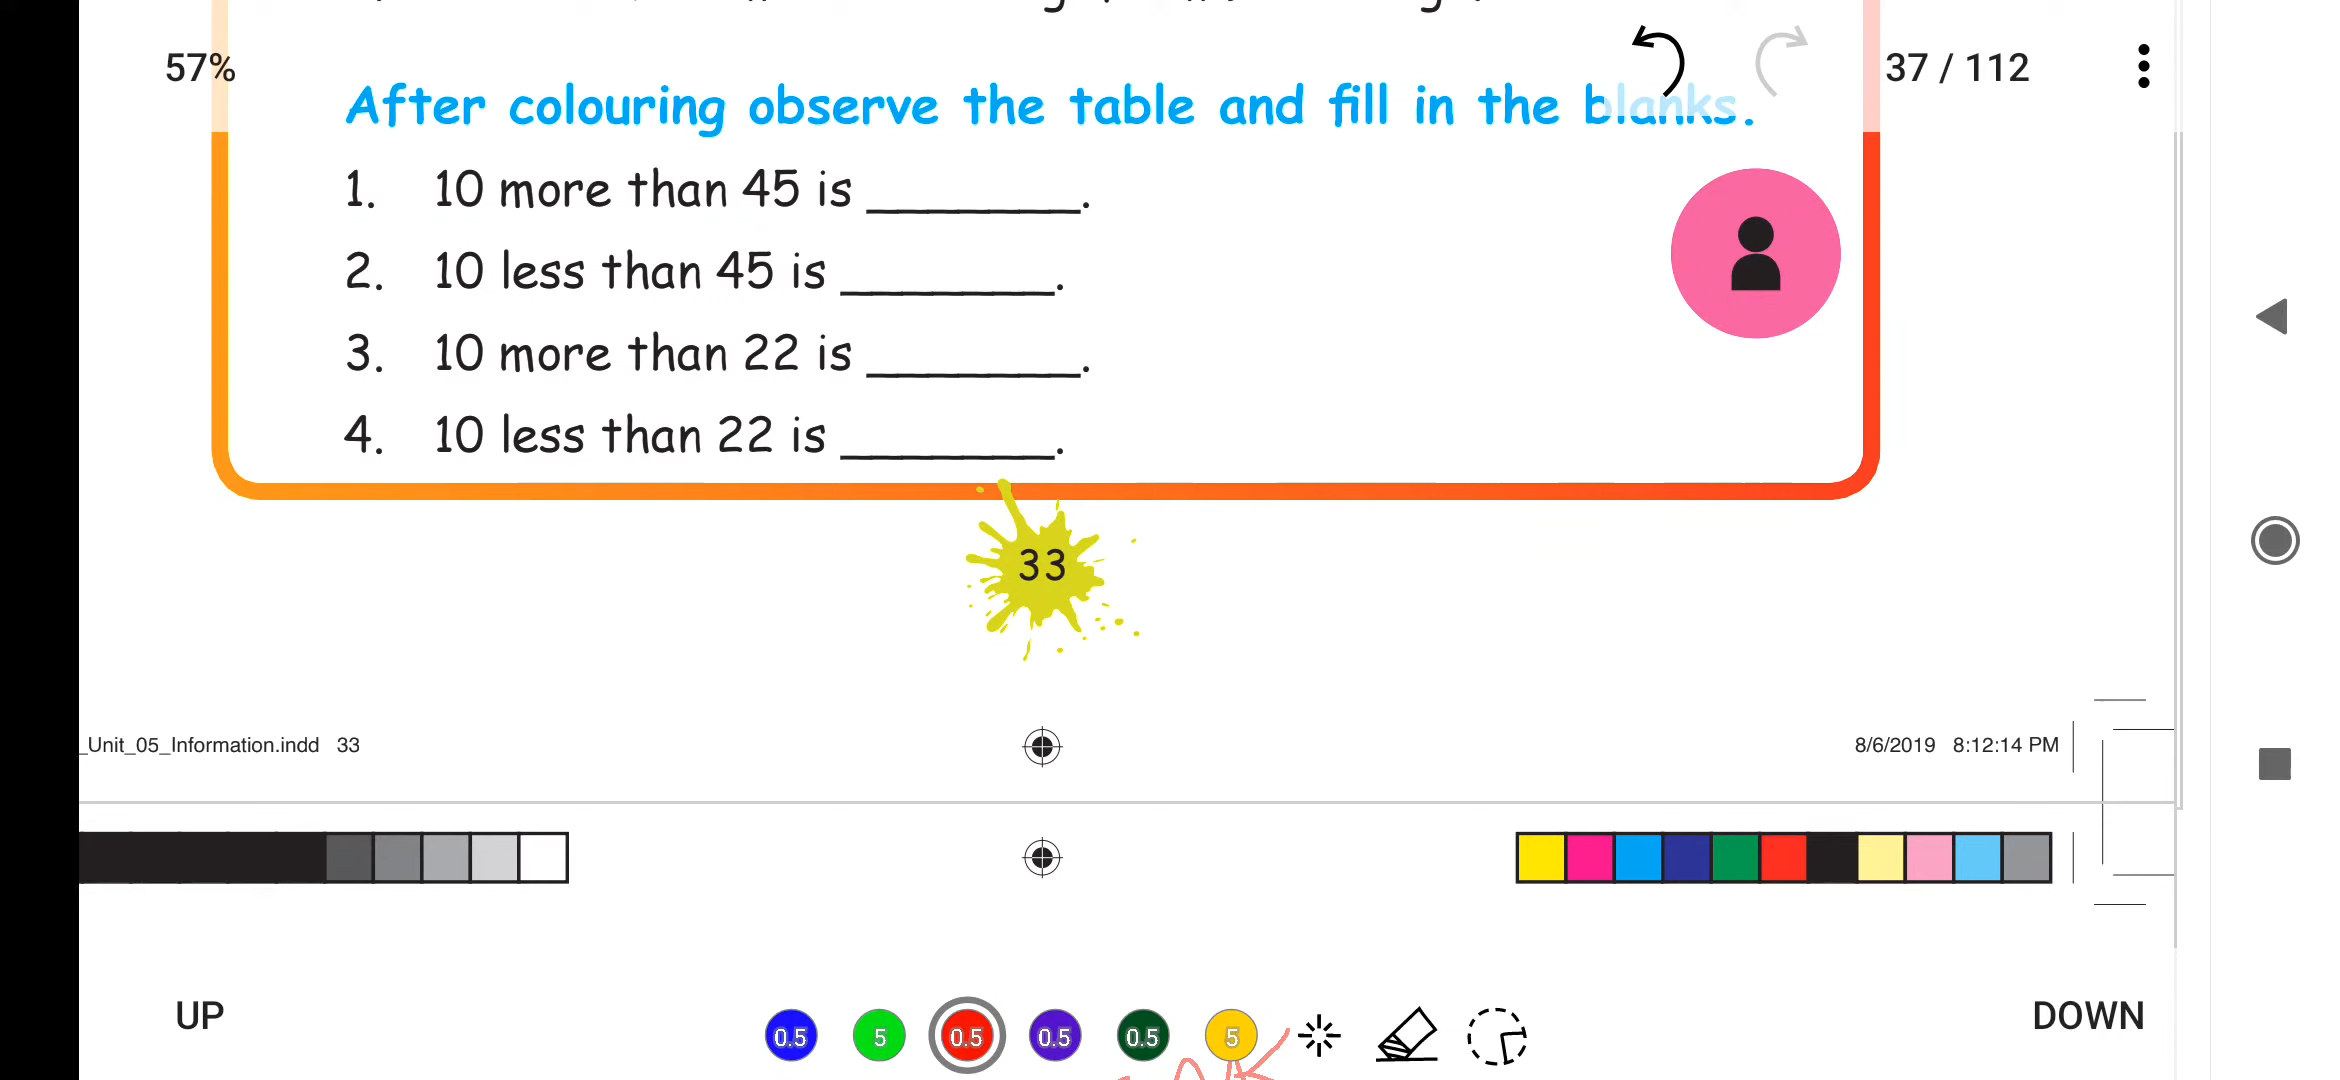 57%
37 / 112
After colouring observe the table and fill in the blanks.
1. 10 more than 45 is ________.
2. 10 less than 45 is ________.
3. 10 more than 22 is ________.
4. 10 less than 22 is ________.
33
_Unit_05_Information.indd 33
8/6/2019 8:12:14 PM
UP
0.5 5 0.5 0.5 0.5 5
DOWN